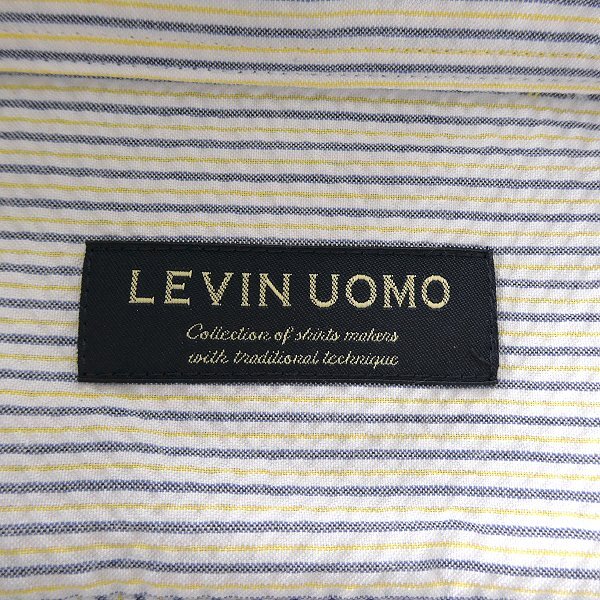 LEVIN UOMO
Collection of shirts makers
with traditional technique